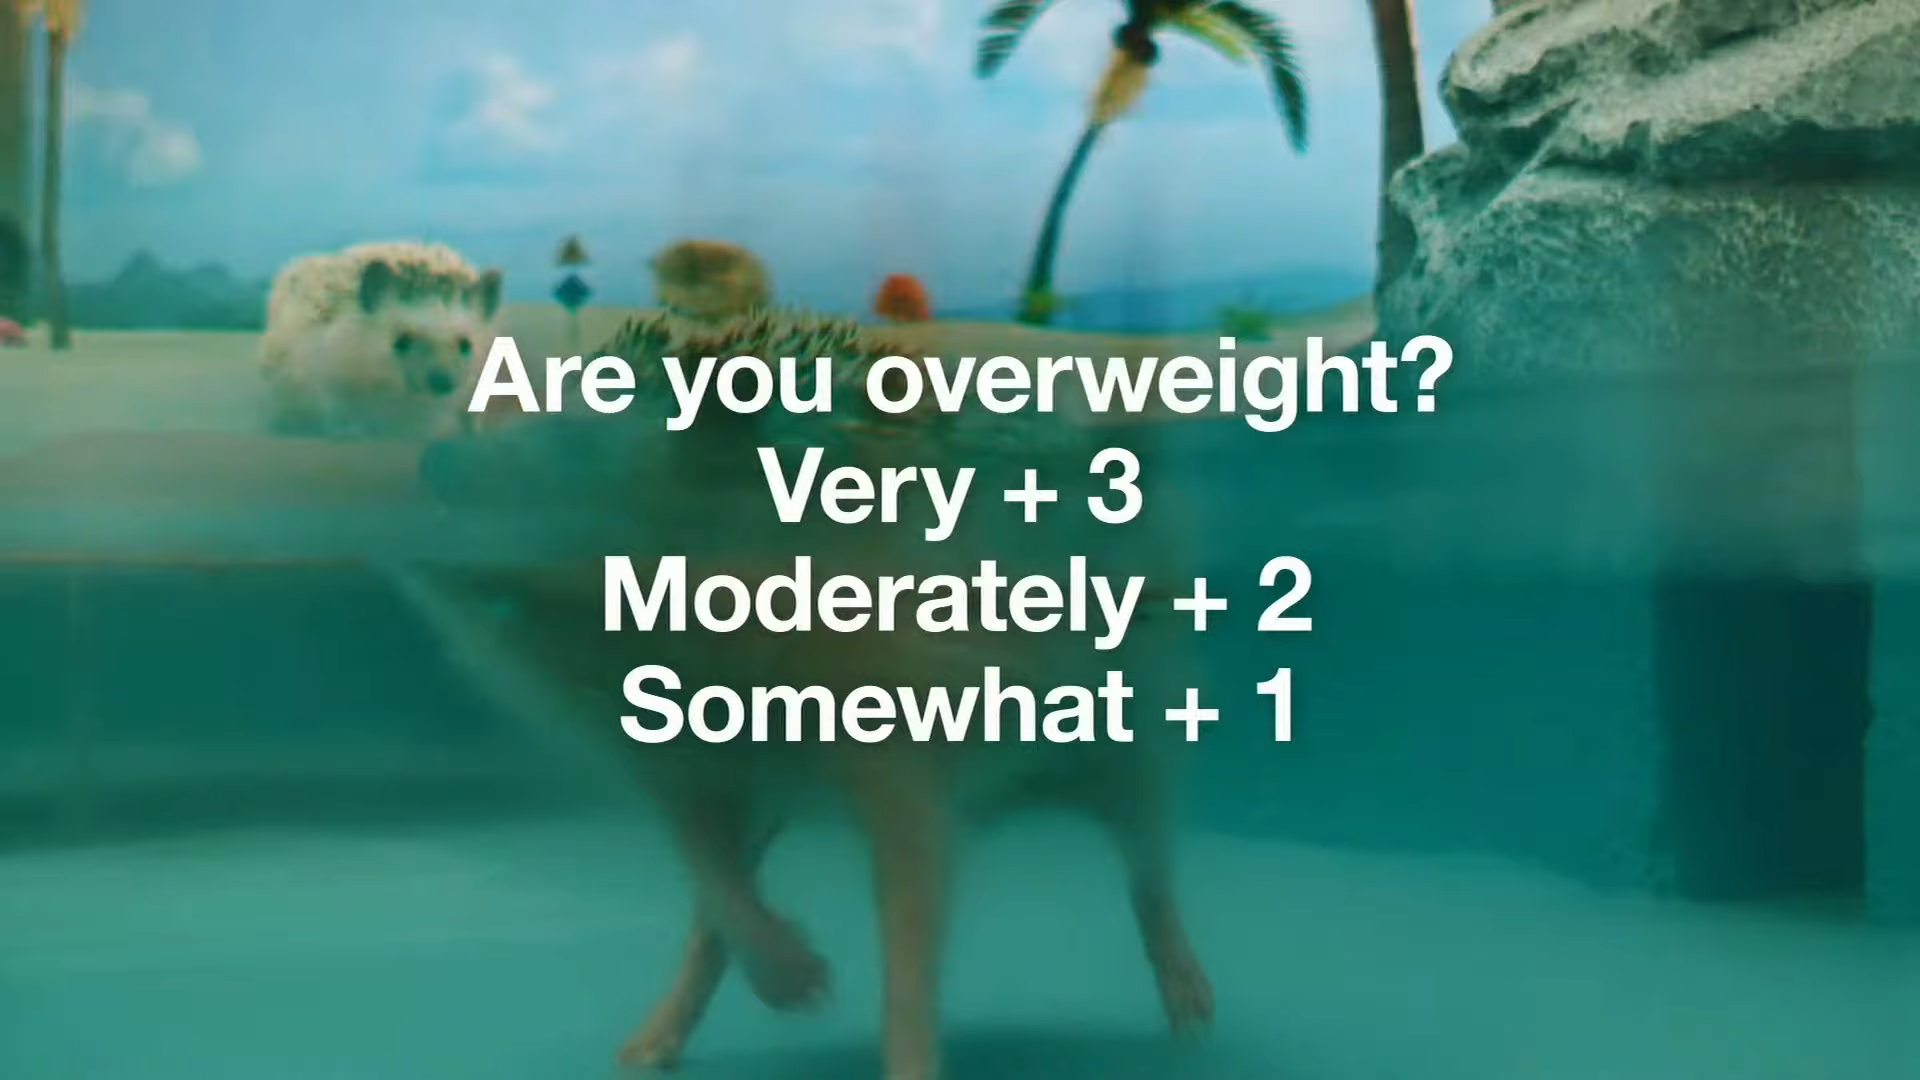 Are you overweight?
Very + 3
Moderately + 2
Somewhat + 1